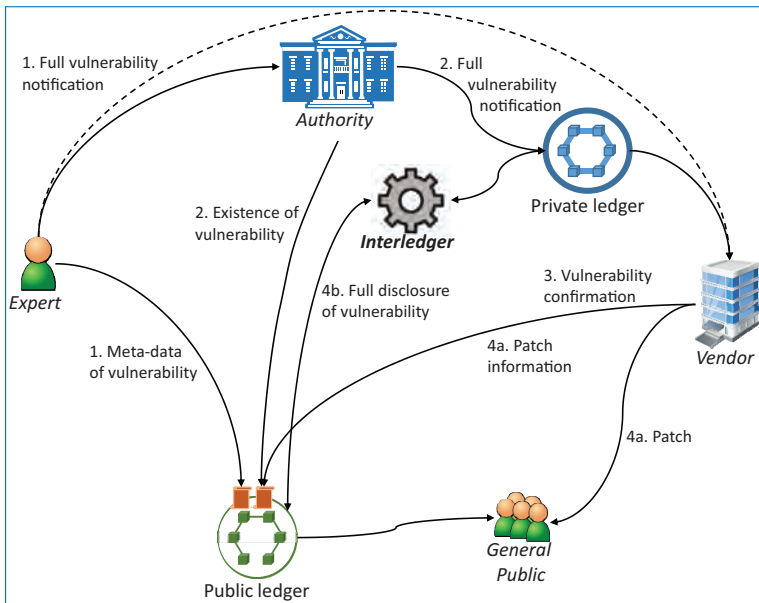 1. Full vulnerability
notification
Authority
2. Full
vulnerability
notification
Private ledger
Interledger
2. Existence of
vulnerability
Expert
4b. Full disclosure
of vulnerability
3. Vulnerability
confirmation
Vendor
1. Meta-data
of vulnerability
4a. Patch
information
4a. Patch
General
Public
Public ledger